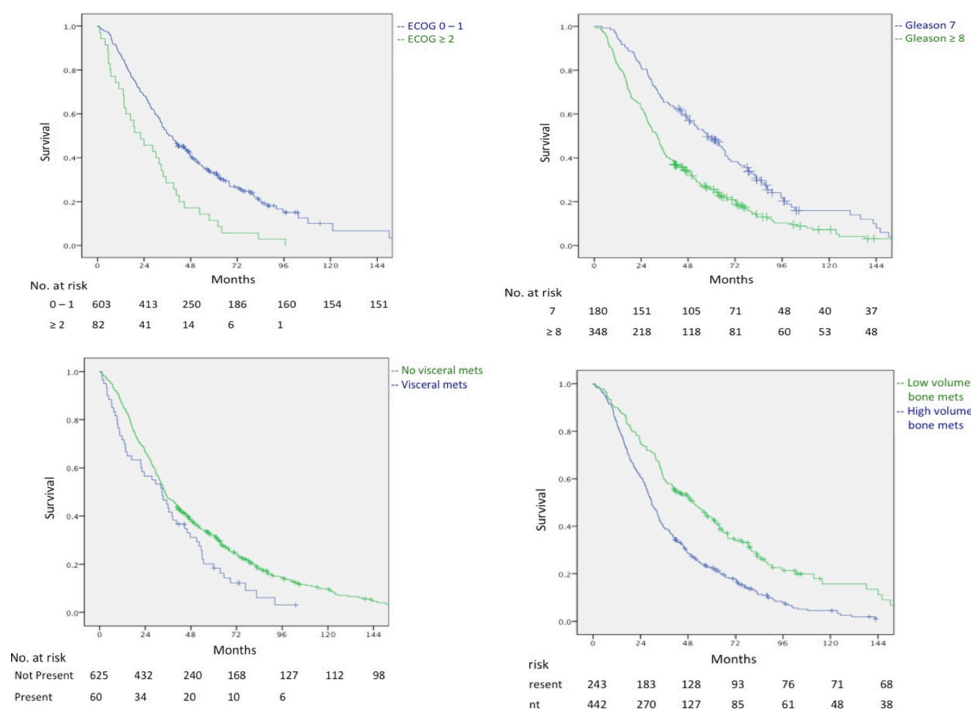 -- ECOG 0 – 1
-- ECOG ≥ 2
1.0
0.8
0.6
0.4
0.2
0.0
Survival
0 24 48 72 96 120 144
Months
No. at risk
0 – 1 603 413 250 186 160 154 151
≥ 2 82 41 14 6 1
-- Gleason 7
-- Gleason ≥ 8
1.0
0.8
0.6
0.4
0.2
0.0
Survival
0 24 48 72 96 120 144
Months
No. at risk
7 180 151 105 71 48 40 37
≥ 8 348 218 118 81 60 53 48
-- No visceral mets
-- Visceral mets
1.0
0.8
0.6
0.4
0.2
0.0
Survival
0 24 48 72 96 120 144
Months
No. at risk
Not Present 625 432 240 168 127 112 98
Present 60 34 20 10 6
-- Low volume
bone mets
-- High volume
bone mets
1.0
0.8
0.6
0.4
0.2
0.0
Survival
0 24 48 72 96 120 144
Months
risk
resent 243 183 128 93 76 71 68
nt 442 270 127 85 61 48 38